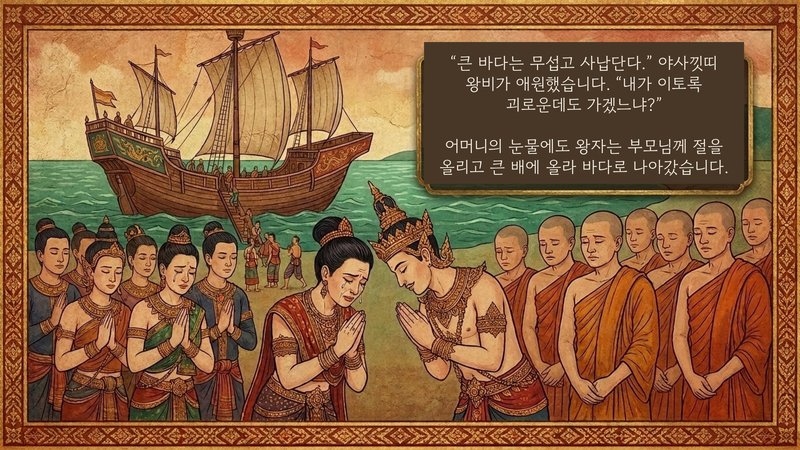 “큰 바다는 무섭고 사납단다.” 야사낏띠
왕비가 애원했습니다. “내가 이토록
괴로운데도 가겠느냐?”
어머니의 눈물에도 왕자는 부모님께 절을
올리고 큰 배에 올라 바다로 나아갔습니다.